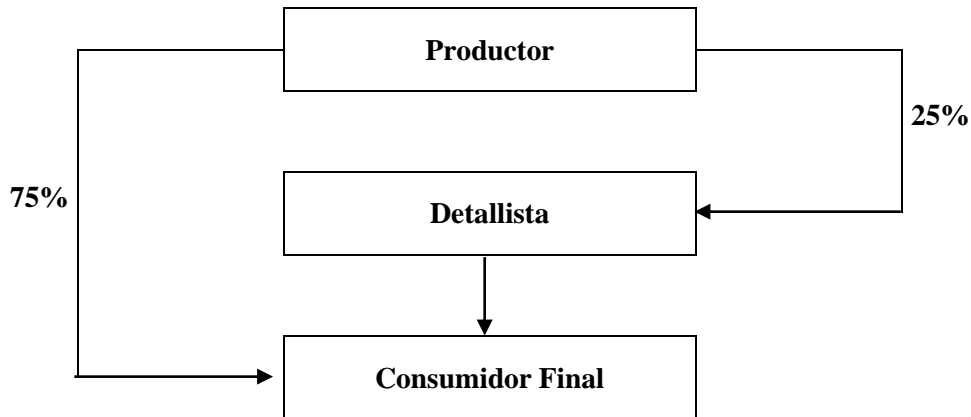 Productor
25%
75%
Detallista
Consumidor Final